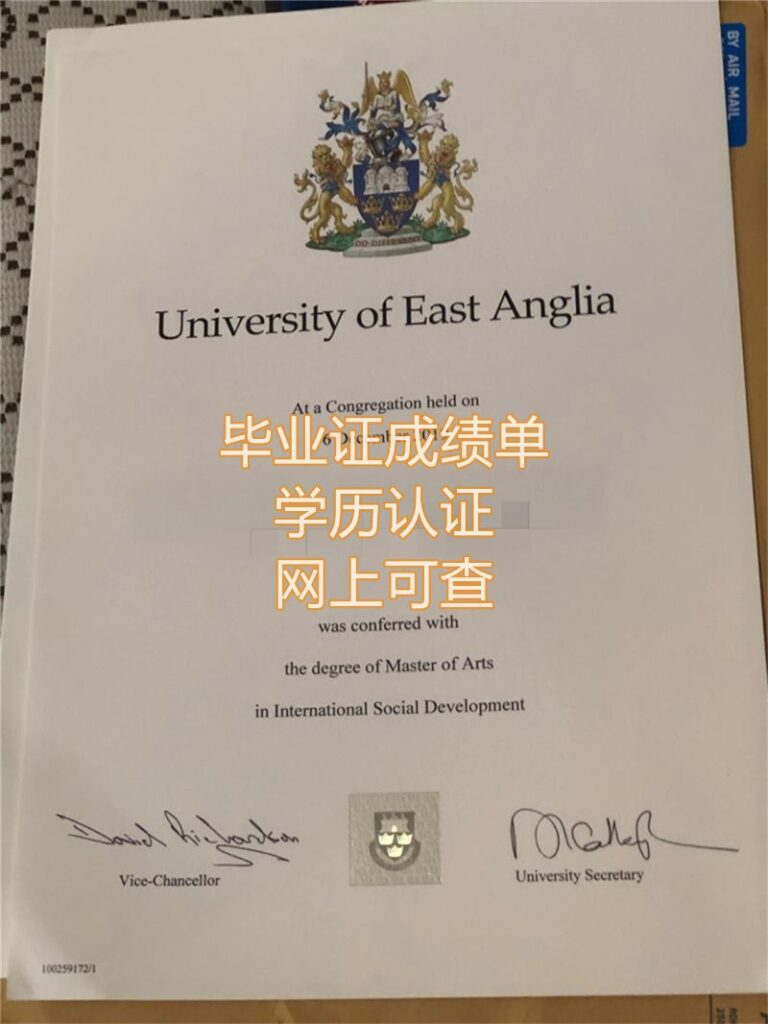 BY AIR MAIL
University of East Anglia
At a Congregation held on
毕业证成绩单
学历认证
网上可查
was conferred with
the degree of Master of Arts
in International Social Development
Vice-Chancellor
University Secretary
100259172/1